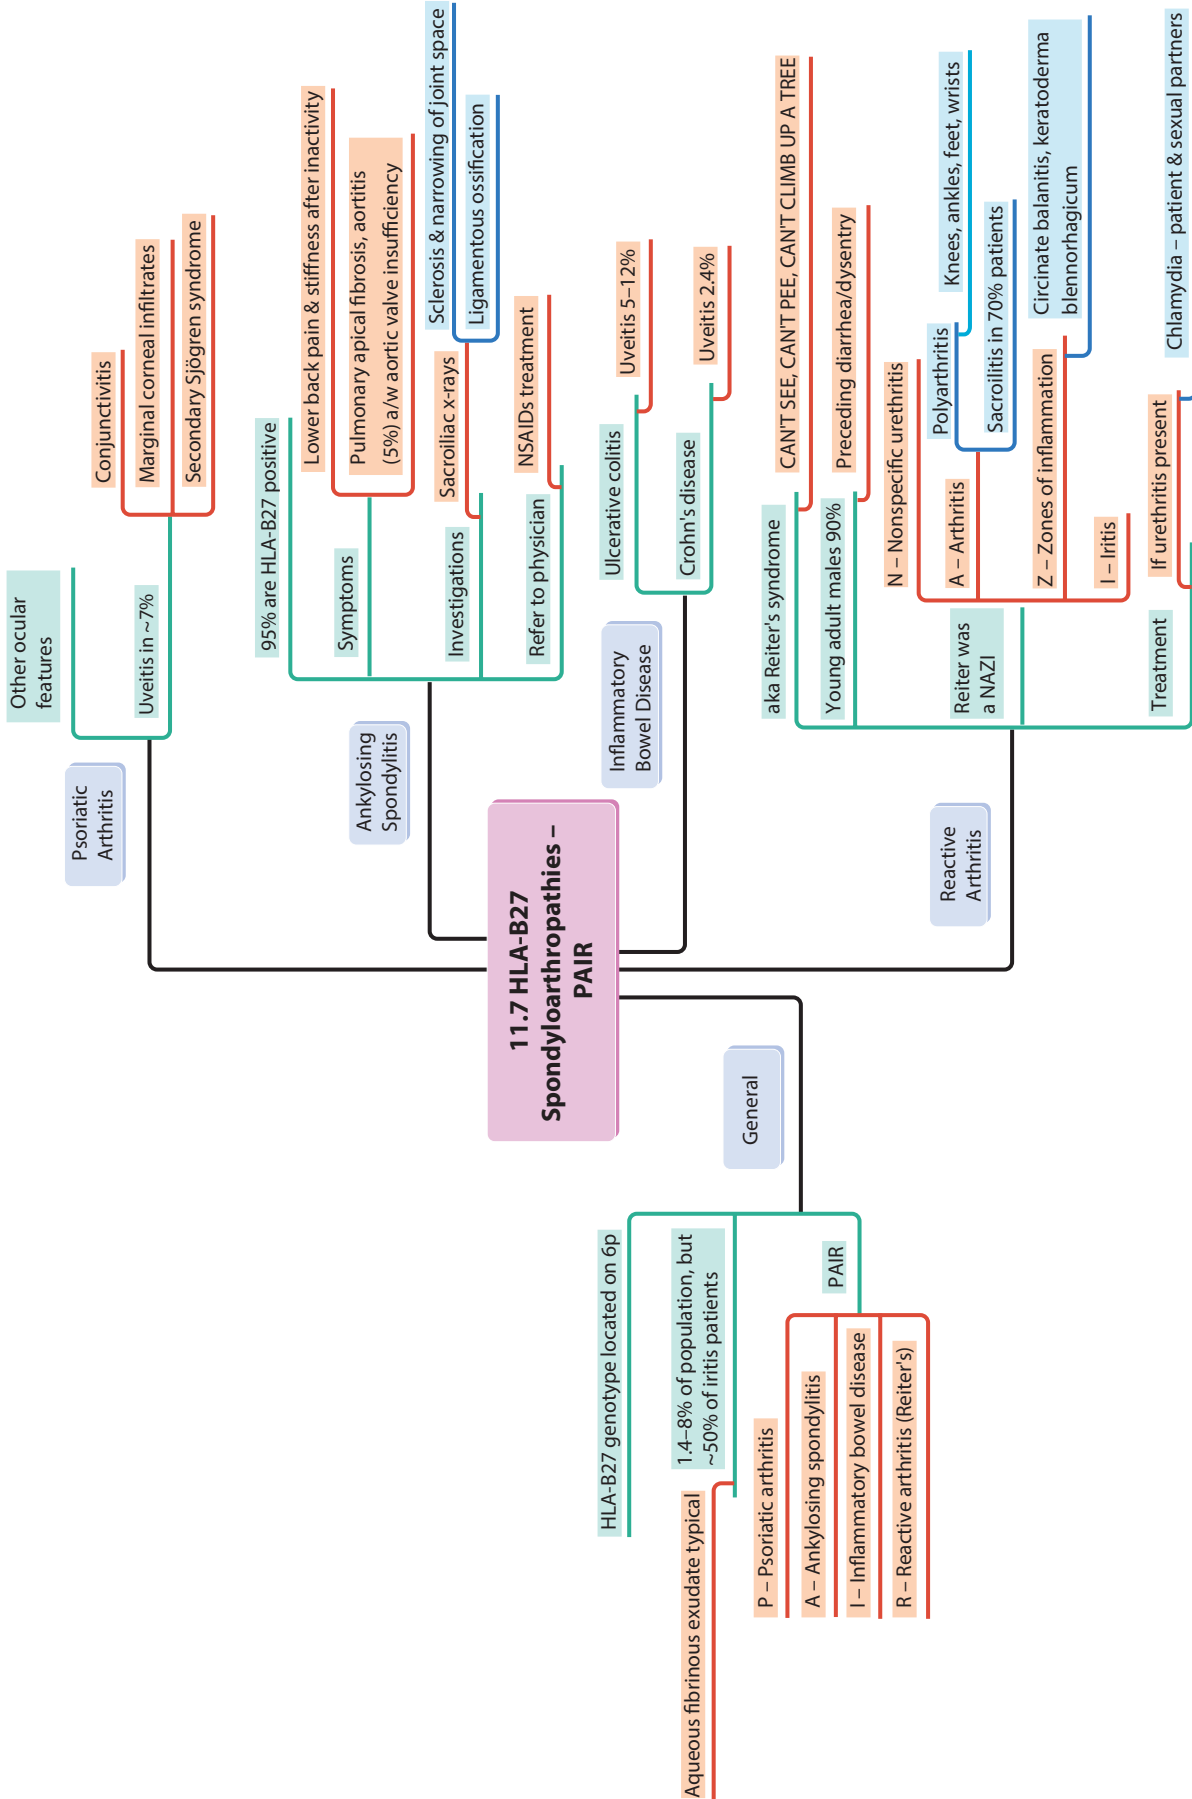 11.7 HLA-B27
Spondyloarthropathies –
PAIR
Psoriatic
Arthritis
Other ocular
features
Uveitis in ~7%
Conjunctivitis
Marginal corneal infiltrates
Secondary Sjögren syndrome
Ankylosing
Spondylitis
95% are HLA-B27 positive
Symptoms
Lower back pain & stiffness after inactivity
Pulmonary apical fibrosis, aortitis
(5%) a/w aortic valve insufficiency
Investigations
Sacroiliac x-rays
Sclerosis & narrowing of joint space
Ligamentous ossification
Refer to physician
NSAIDs treatment
Inflammatory
Bowel Disease
Ulcerative colitis
Uveitis 5–12%
Crohn's disease
Uveitis 2.4%
Reactive
Arthritis
aka Reiter's syndrome
CAN'T SEE, CAN'T PEE, CAN'T CLIMB UP A TREE
Young adult males 90%
Preceding diarrhea/dysentry
Reiter was
a NAZI
N – Nonspecific urethritis
A – Arthritis
Polyarthritis
Knees, ankles, feet, wrists
Sacroilitis in 70% patients
Z – Zones of inflammation
Circinate balanitis, keratoderma
blennorhagicum
I – Iritis
Treatment
If urethritis present
Chlamydia – patient & sexual partners
General
HLA-B27 genotype located on 6p
1.4–8% of population, but
~50% of iritis patients
Aqueous fibrinous exudate typical
PAIR
P – Psoriatic arthritis
A – Ankylosing spondylitis
I – Inflammatory bowel disease
R – Reactive arthritis (Reiter's)